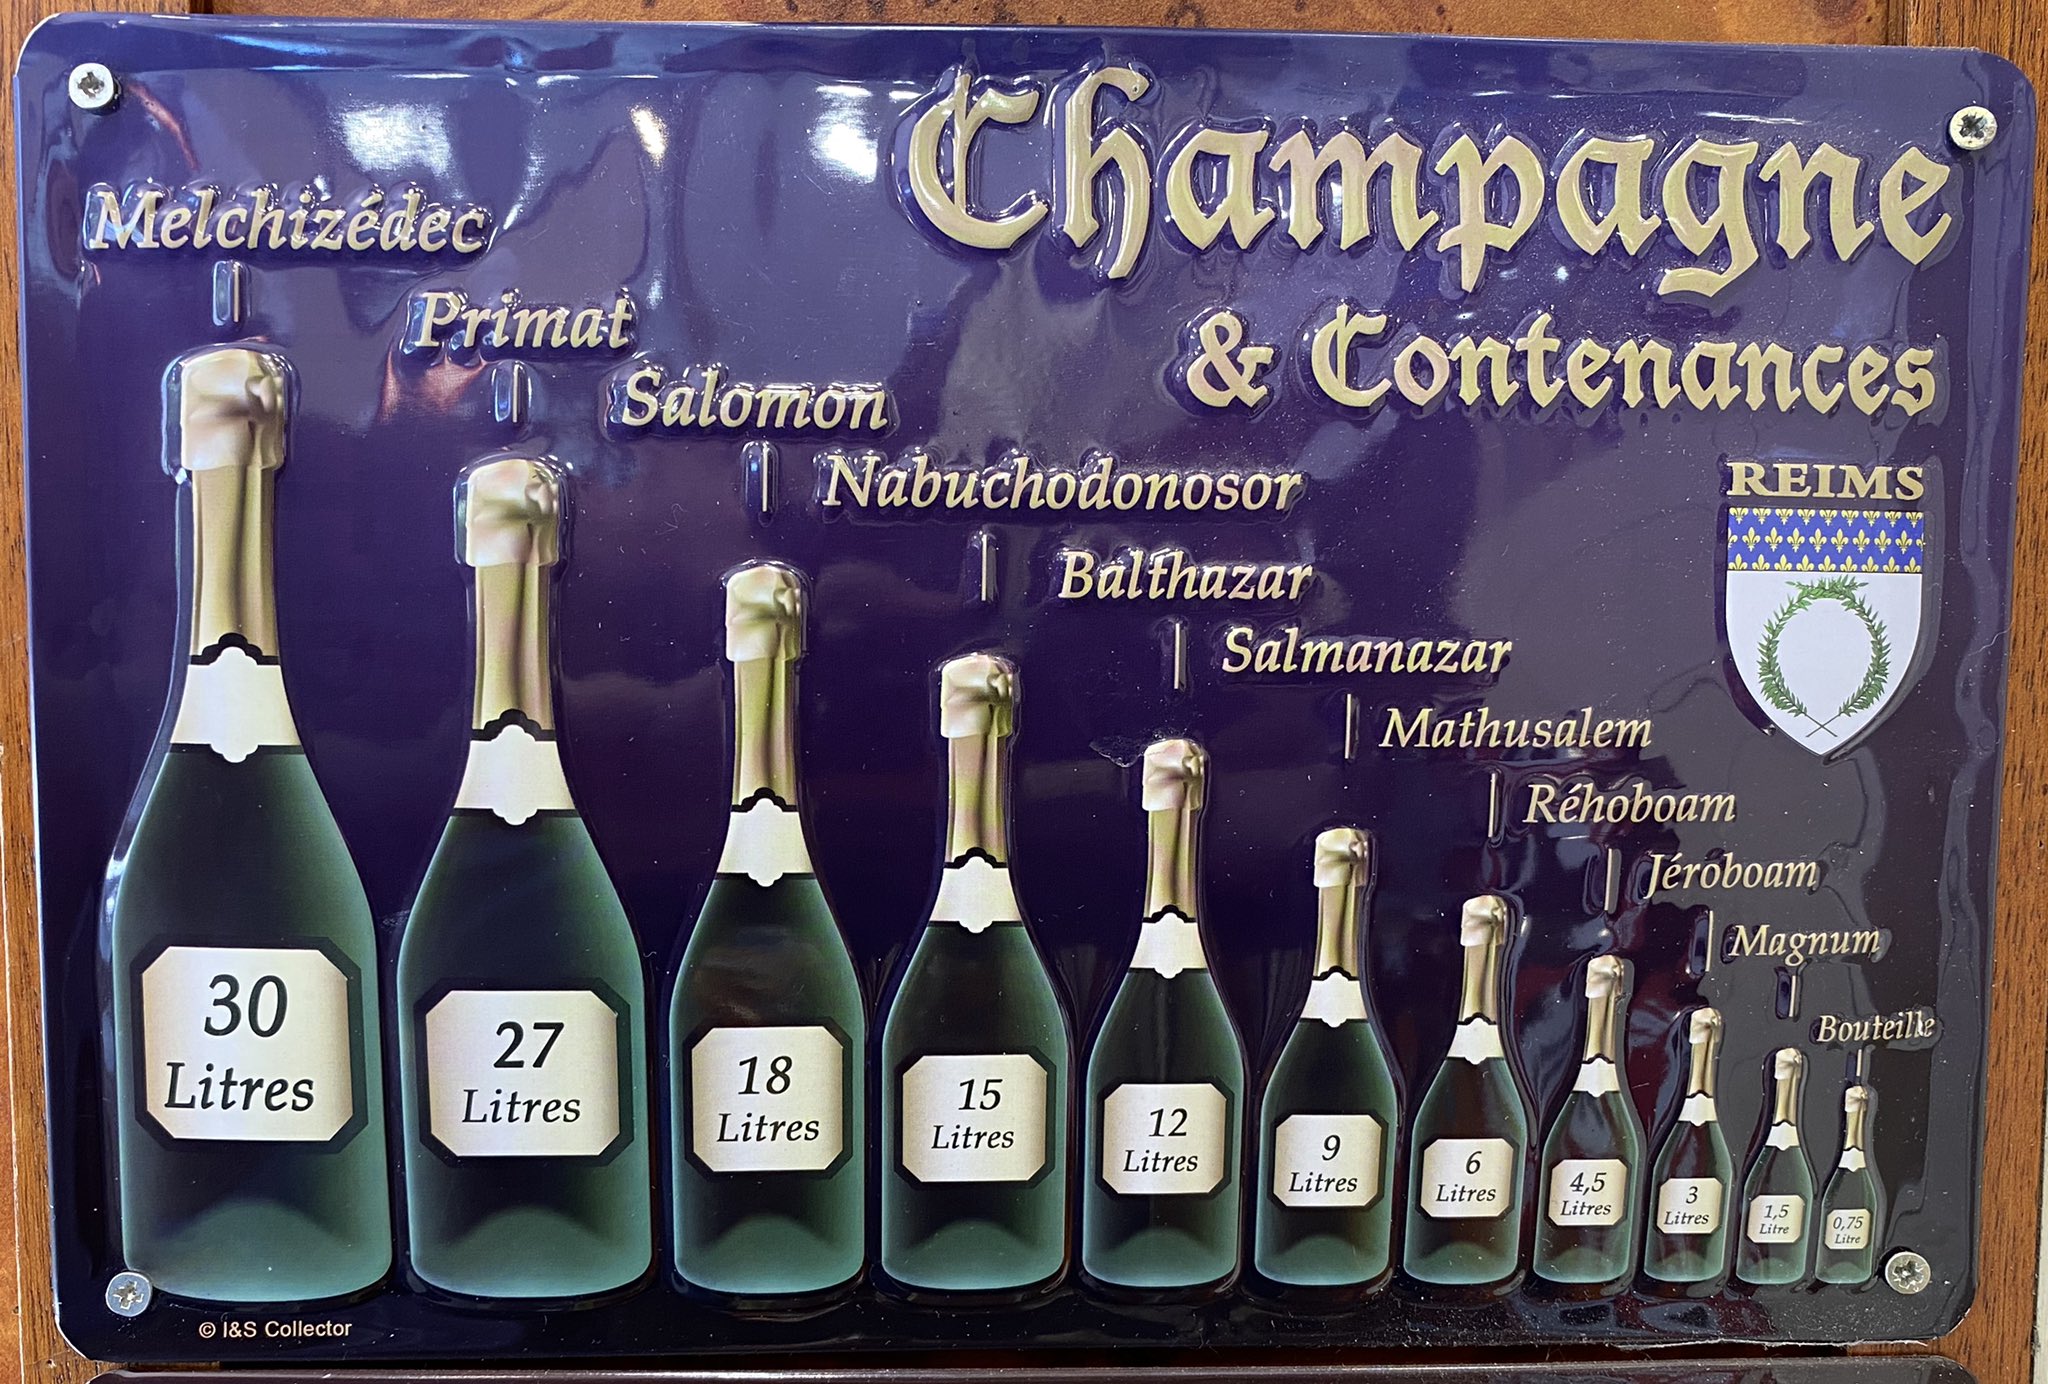 Champagne
& Contenances
REIMS
Melchizédec
Primat
Salomon
Nabuchodonosor
Balthazar
Salmanazar
Mathusalem
Réhoboam
Jéroboam
Magnum
Bouteille
30
Litres
27
Litres
18
Litres
15
Litres
12
Litres
9
Litres
6
Litres
4,5
Litres
3
Litres
1,5
Litre
0,75
Litre
© I&S Collector